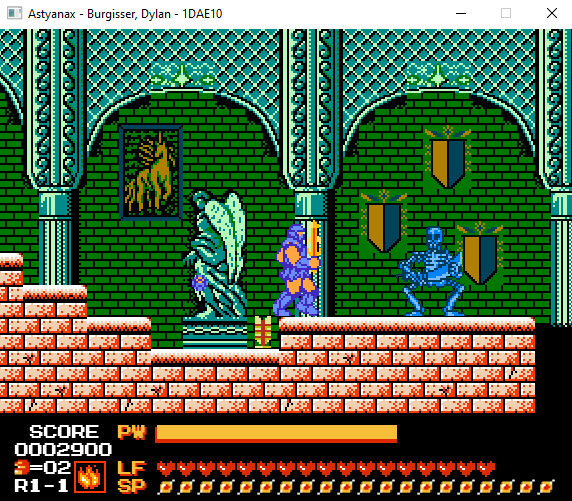 Astyanax - Burgisser, Dylan - 1DAE10
SCORE PW
0002900
=02 LF
R1-1 SP